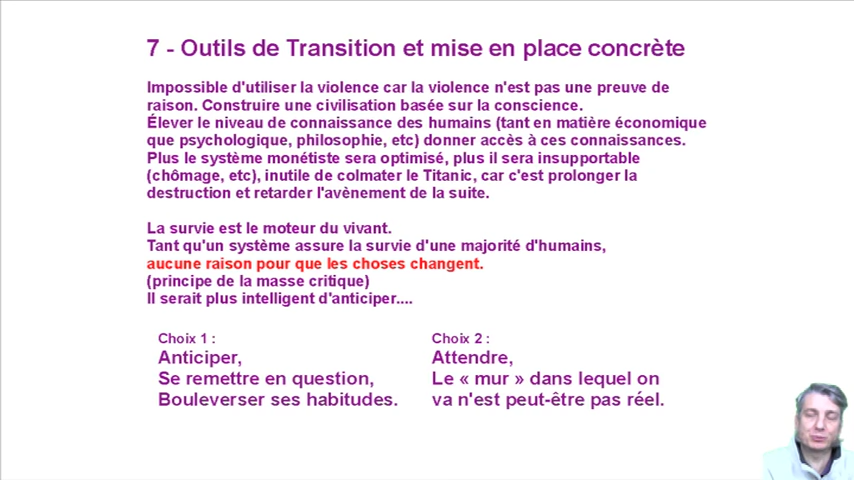 7 - Outils de Transition et mise en place concrète
Impossible d'utiliser la violence car la violence n'est pas une preuve de
raison. Construire une civilisation basée sur la conscience.
Élever le niveau de connaissance des humains (tant en matière économique
que psychologique, philosophie, etc) donner accès à ces connaissances.
Plus le système monétiste sera optimisé, plus il sera insupportable
(chômage, etc), inutile de colmater le Titanic, car c'est prolonger la
destruction et retarder l'avènement de la suite.
La survie est le moteur du vivant.
Tant qu'un système assure la survie d'une majorité d'humains,
aucune raison pour que les choses changent.
(principe de la masse critique)
Il serait plus intelligent d'anticiper....
Choix 1 :
Anticiper,
Se remettre en question,
Bouleverser ses habitudes.
Choix 2 :
Attendre,
Le « mur » dans lequel on
va n'est peut-être pas réel.